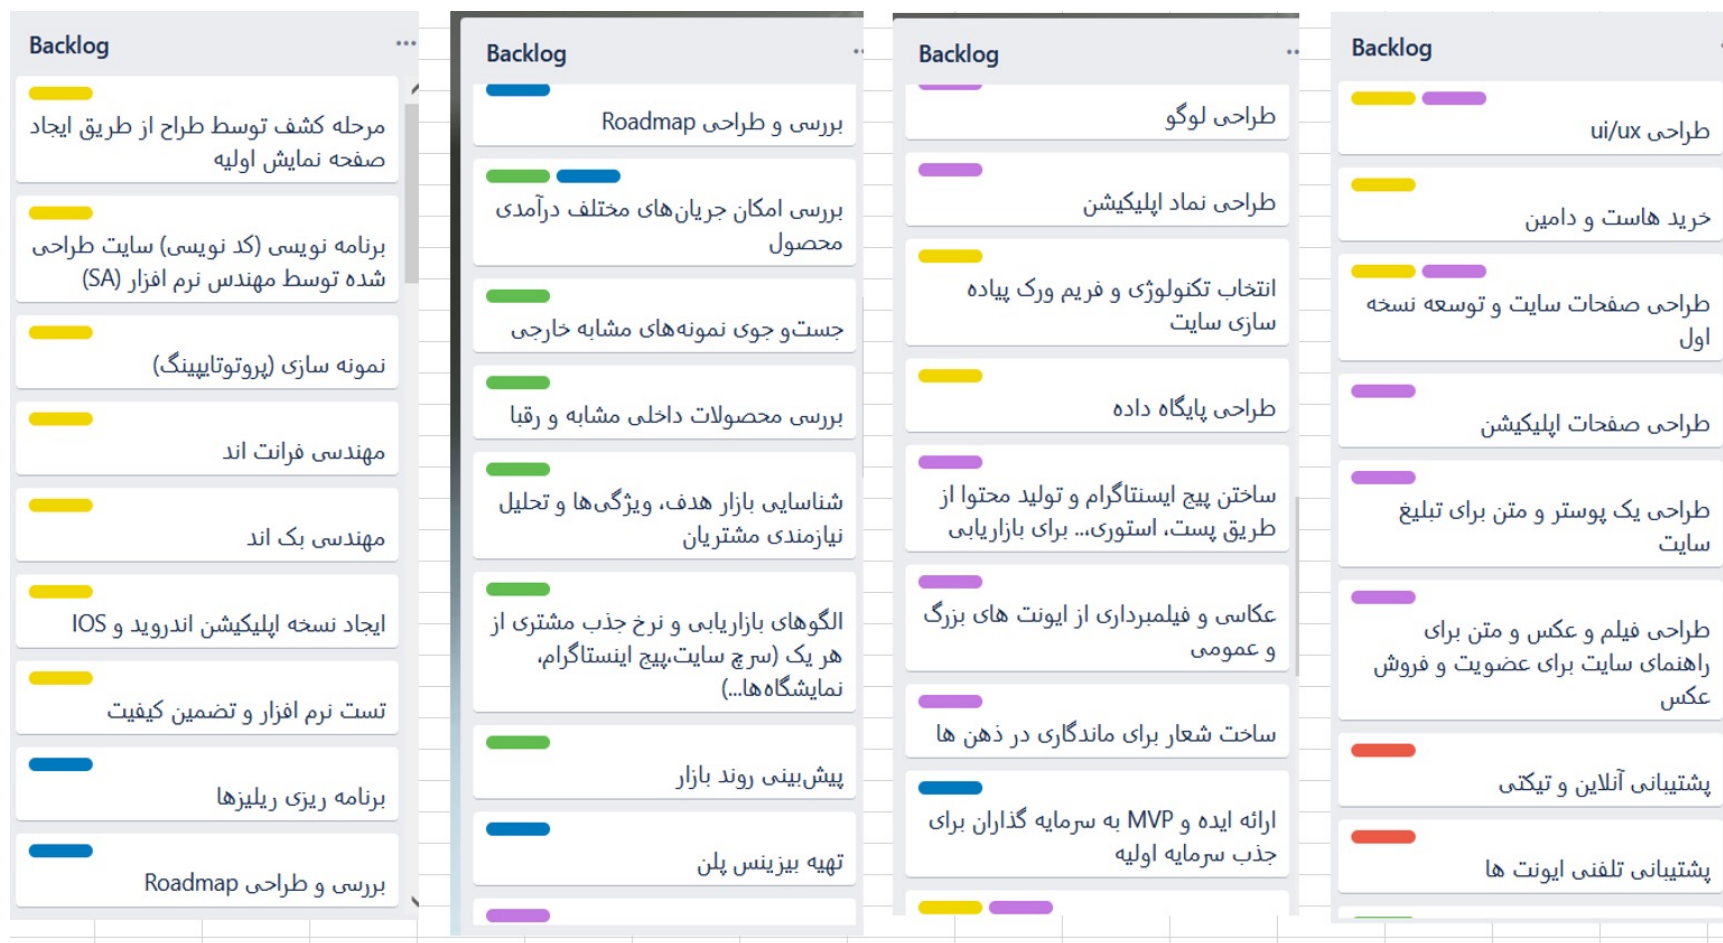 Backlog
مرحله کشف توسط طراح از طریق ایجاد
صفحه نمایش اولیه
برنامه نویسی (کد نویسی) سایت طراحی
شده توسط مهندس نرم افزار (SA)
نمونه سازی (پروتوتایپینگ)
مهندسی فرانت اند
مهندسی بک اند
ایجاد نسخه اپلیکیشن اندروید و IOS
تست نرم افزار و تضمین کیفیت
برنامه ریزی ریلیزها
بررسی و طراحی Roadmap
Backlog
بررسی و طراحی Roadmap
بررسی امکان جریان‌های مختلف درآمدی
محصول
جست‌و جوی نمونه‌های مشابه خارجی
بررسی محصولات داخلی مشابه و رقبا
شناسایی بازار هدف، ویژگی‌ها و تحلیل
نیازمندی مشتریان
الگوهای بازاریابی و نرخ جذب مشتری از
هر یک (سرچ سایت،پیج اینستاگرام،
نمایشگاه‌ها...)
پیش‌بینی روند بازار
تهیه بیزینس پلن
Backlog
طراحی لوگو
طراحی نماد اپلیکیشن
انتخاب تکنولوژی و فریم ورک پیاده
سازی سایت
طراحی پایگاه داده
ساختن پیج ایسنتاگرام و تولید محتوا از
طریق پست، استوری،.. برای بازاریابی
عکاسی و فیلمبرداری از ایونت های بزرگ
و عمومی
ساخت شعار برای ماندگاری در ذهن ها
ارائه ایده و MVP به سرمایه گذاران برای
جذب سرمایه اولیه
Backlog
طراحی ui/ux
خرید هاست و دامین
طراحی صفحات سایت و توسعه نسخه
اول
طراحی صفحات اپلیکیشن
طراحی یک پوستر و متن برای تبلیغ
سایت
طراحی فیلم و عکس و متن برای
راهنمای سایت برای عضویت و فروش
عکس
پشتیبانی آنلاین و تیکتی
پشتیبانی تلفنی ایونت ها